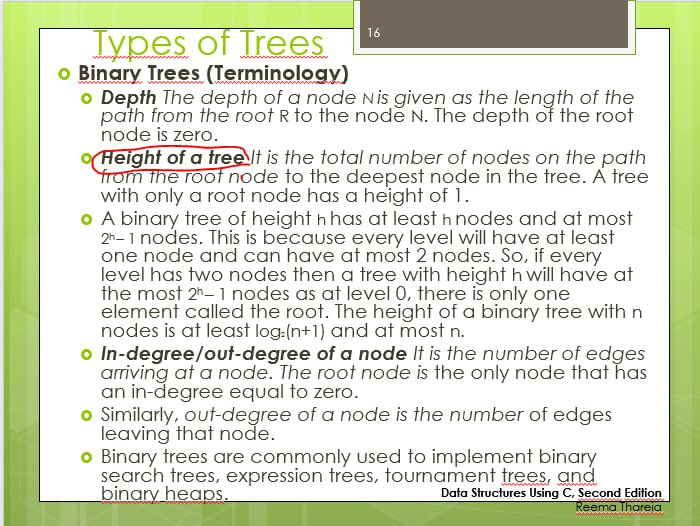 16
Types of Trees
Binary Trees (Terminology)
Depth The depth of a node N is given as the length of the
path from the root R to the node N. The depth of the root
node is zero.
Height of a tree It is the total number of nodes on the path
from the root node to the deepest node in the tree. A tree
with only a root node has a height of 1.
A binary tree of height h has at least h nodes and at most
2ʰ– 1 nodes. This is because every level will have at least
one node and can have at most 2 nodes. So, if every
level has two nodes then a tree with height h will have at
the most 2ʰ– 1 nodes as at level 0, there is only one
element called the root. The height of a binary tree with n
nodes is at least log₂(n+1) and at most n.
In-degree/out-degree of a node It is the number of edges
arriving at a node. The root node is the only node that has
an in-degree equal to zero.
Similarly, out-degree of a node is the number of edges
leaving that node.
Binary trees are commonly used to implement binary
search trees, expression trees, tournament trees, and
binary heaps.
Data Structures Using C, Second Edition
Reema Thareja